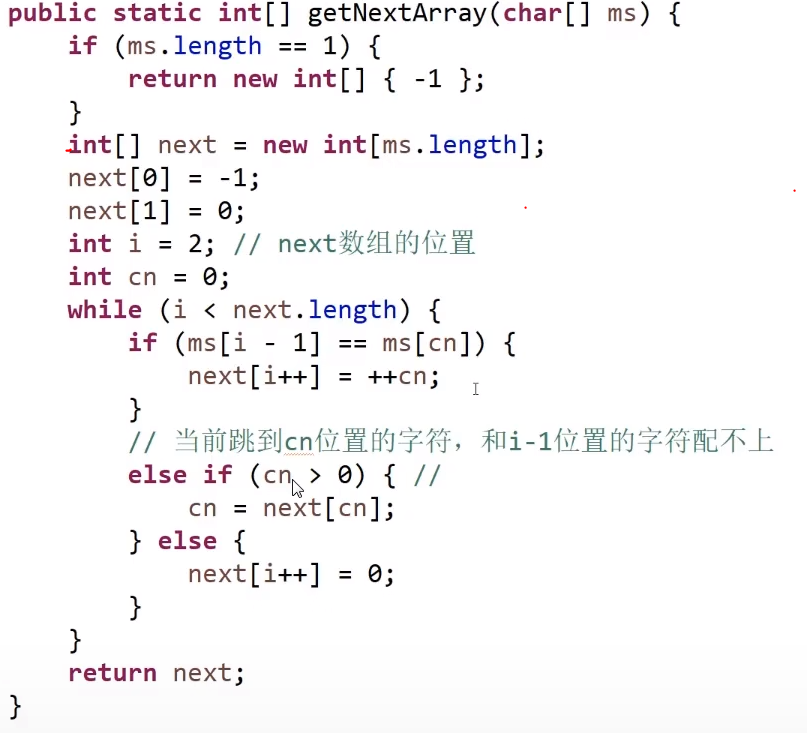 public static int[] getNextArray(char[] ms) {
    if (ms.length == 1) {
        return new int[] { -1 };
    }
    int[] next = new int[ms.length];
    next[0] = -1;
    next[1] = 0;
    int i = 2; // next数组的位置
    int cn = 0;
    while (i < next.length) {
        if (ms[i - 1] == ms[cn]) {
            next[i++] = ++cn;
        }
        // 当前跳到cn位置的字符，和i-1位置的字符配不上
        else if (cn > 0) { //
            cn = next[cn];
        } else {
            next[i++] = 0;
        }
    }
    return next;
}